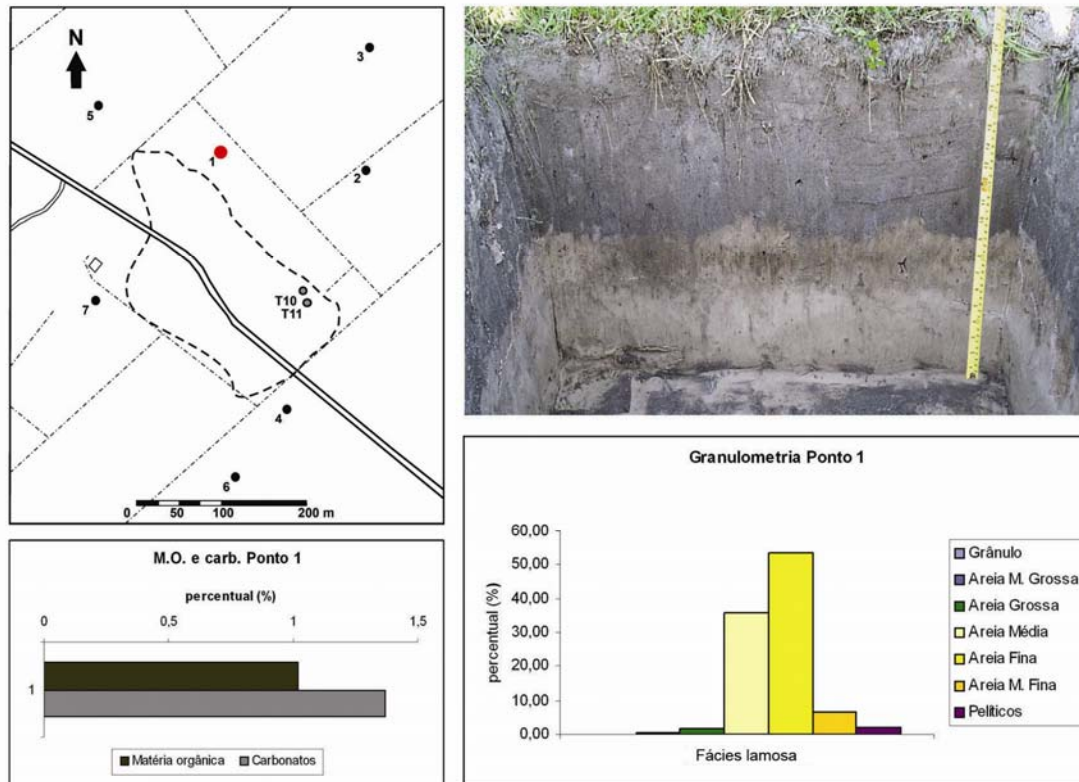 N
3
5
1
2
T10
T11
7
4
6
0 50 100 200 m
M.O. e carb. Ponto 1
percentual (%)
0 0,5 1 1,5
1
Matéria orgânica Carbonatos
Granulometria Ponto 1
percentual (%)
60,00
50,00
40,00
30,00
20,00
10,00
0,00
Fácies lamosa
Grânulo
Areia M. Grossa
Areia Grossa
Areia Média
Areia Fina
Areia M. Fina
Pelíticos